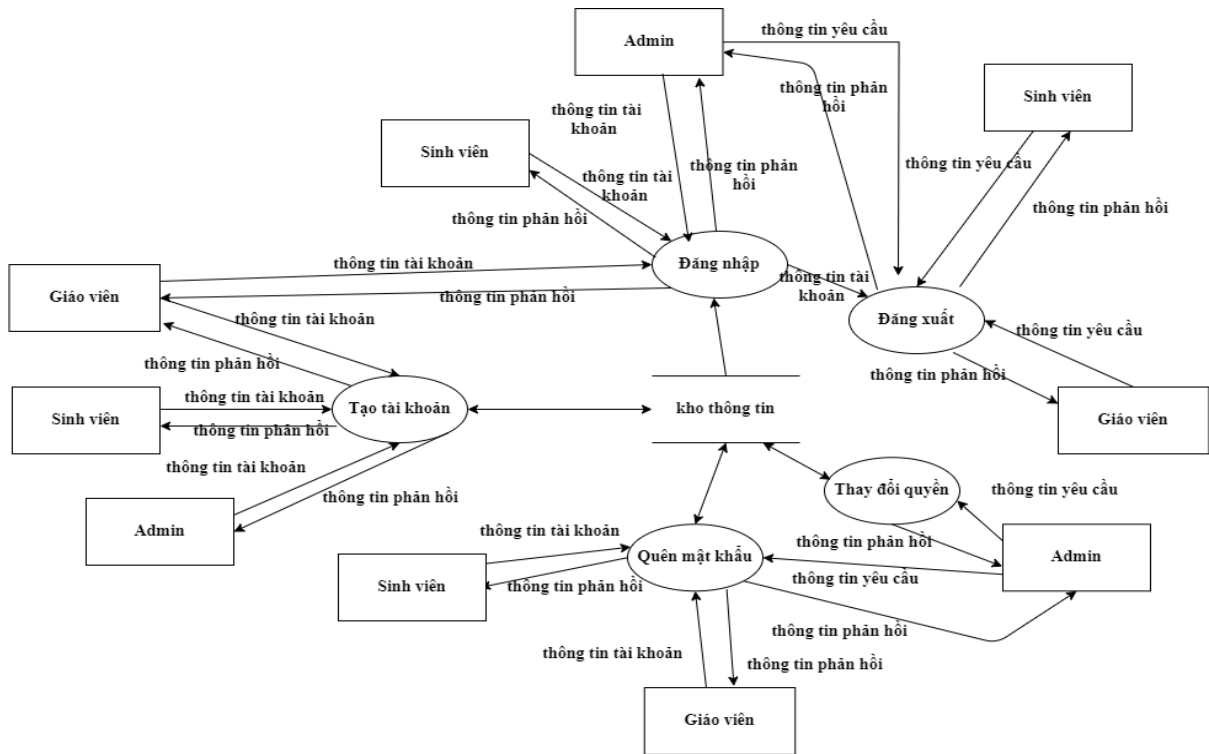 Admin
thông tin yêu cầu
thông tin phản
hồi
Sinh viên
thông tin tài
khoản
Sinh viên
thông tin phản
hồi
thông tin yêu cầu
thông tin tài
khoản
thông tin phản hồi
thông tin phản hồi
Đăng nhập
thông tin tài khoản
thông tin tài
khoản
Giáo viên
thông tin phản hồi
thông tin tài khoản
Đăng xuất
thông tin yêu cầu
thông tin phản hồi
thông tin phản hồi
Sinh viên
thông tin tài khoản
Tạo tài khoản
kho thông tin
Giáo viên
thông tin phản hồi
thông tin tài khoản
thông tin phản hồi
Thay đổi quyền
thông tin yêu cầu
Admin
thông tin tài khoản
thông tin phản hồi
Sinh viên
Quên mật khẩu
Admin
thông tin phản hồi
thông tin yêu cầu
thông tin phản hồi
thông tin tài khoản
thông tin phản hồi
Giáo viên